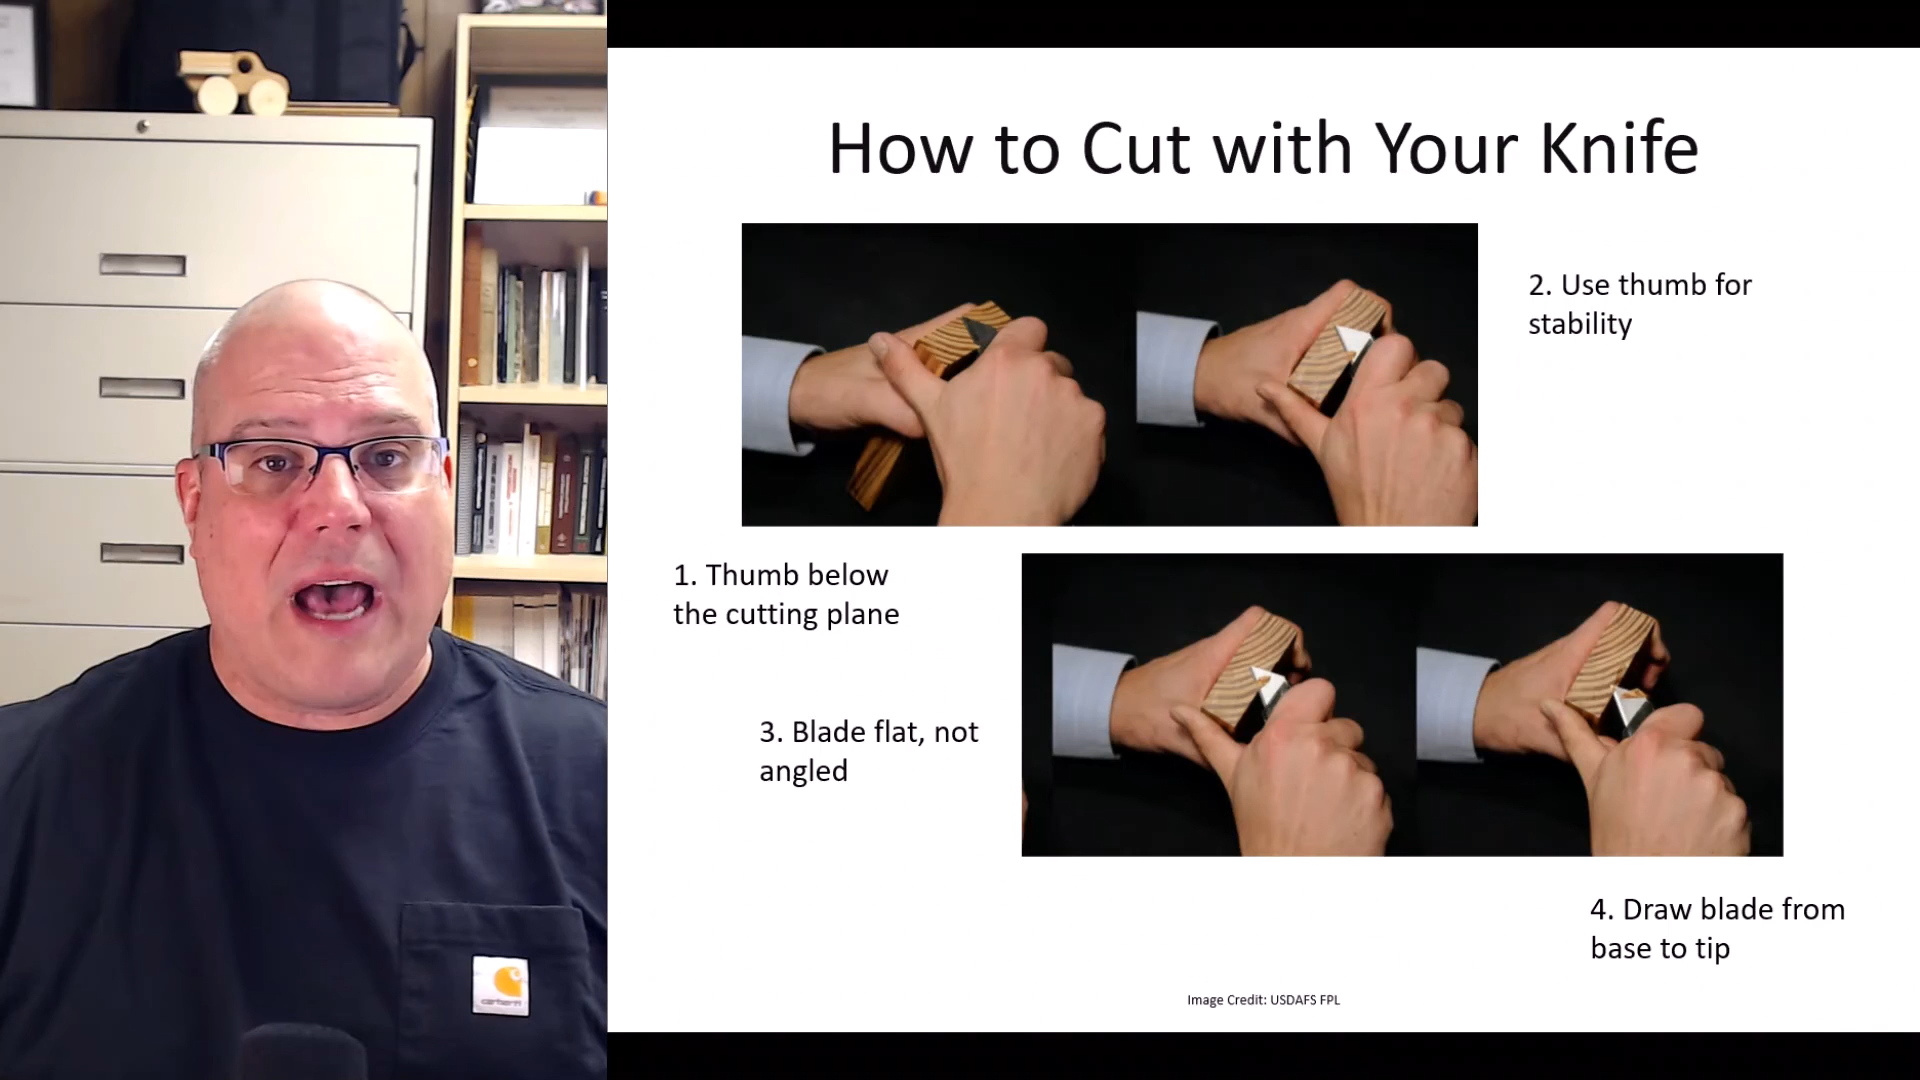 How to Cut with Your Knife
2. Use thumb for
stability
1. Thumb below
the cutting plane
3. Blade flat, not
angled
4. Draw blade from
base to tip
Image Credit: USDAFS FPL
carhartt